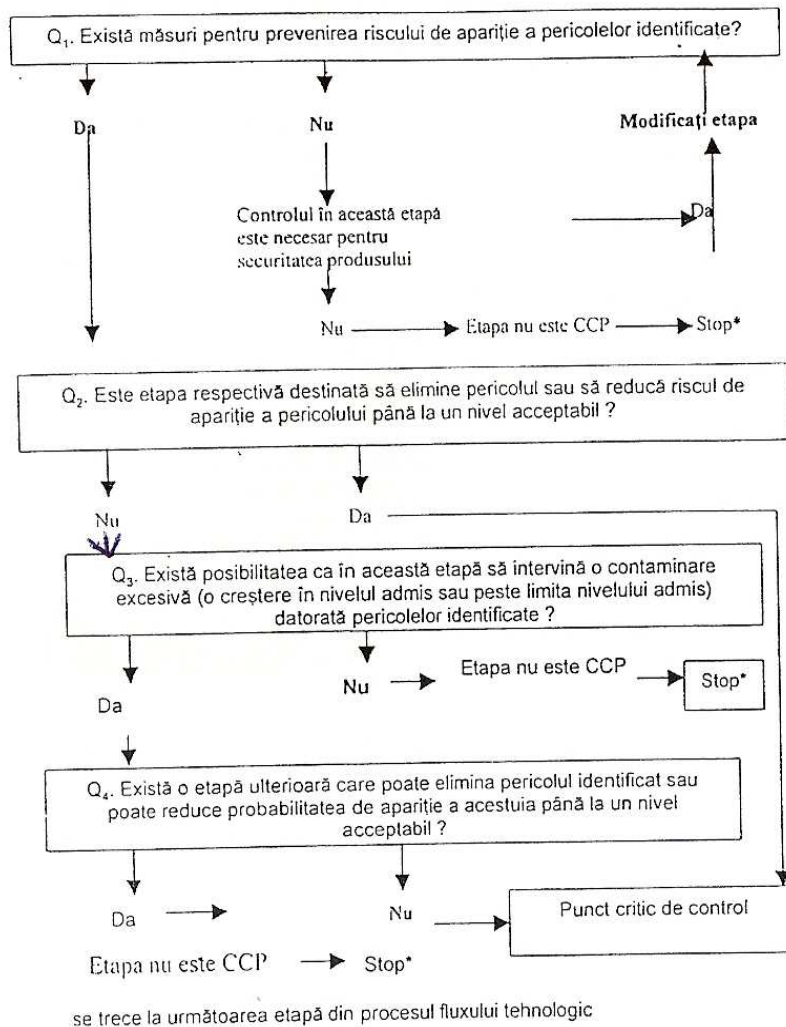 Q1. Există măsuri pentru prevenirea riscului de apariție a pericolelor identificate?
Da
Nu
Modificați etapa
Controlul în această etapă
este necesar pentru
securitatea produsului
Da
Nu
Etapa nu este CCP
Stop*
Q2. Este etapa respectivă destinată să elimine pericolul sau să reducă riscul de
apariție a pericolului până la un nivel acceptabil ?
Nu
Da
Q3. Există posibilitatea ca în această etapă să intervină o contaminare
excesivă (o creștere în nivelul admis sau peste limita nivelului admis)
datorată pericolelor identificate ?
Da
Nu
Etapa nu este CCP
Stop*
Q4. Există o etapă ulterioară care poate elimina pericolul identificat sau
poate reduce probabilitatea de apariție a acestuia până la un nivel
acceptabil ?
Da
Nu
Punct critic de control
Etapa nu este CCP
Stop*
se trece la următoarea etapă din procesul fluxului tehnologic